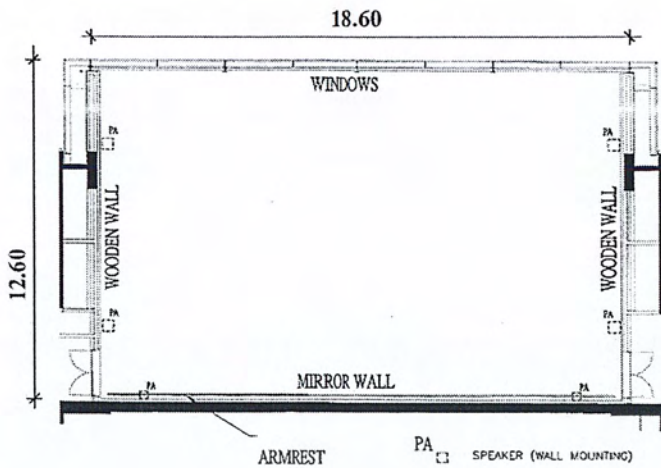 18.60
WINDOWS
PA
PA
12.60
WOODEN WALL
WOODEN WALL
PA
PA
MIRROR WALL
PA
PA
ARMREST
PA SPEAKER (WALL MOUNTING)